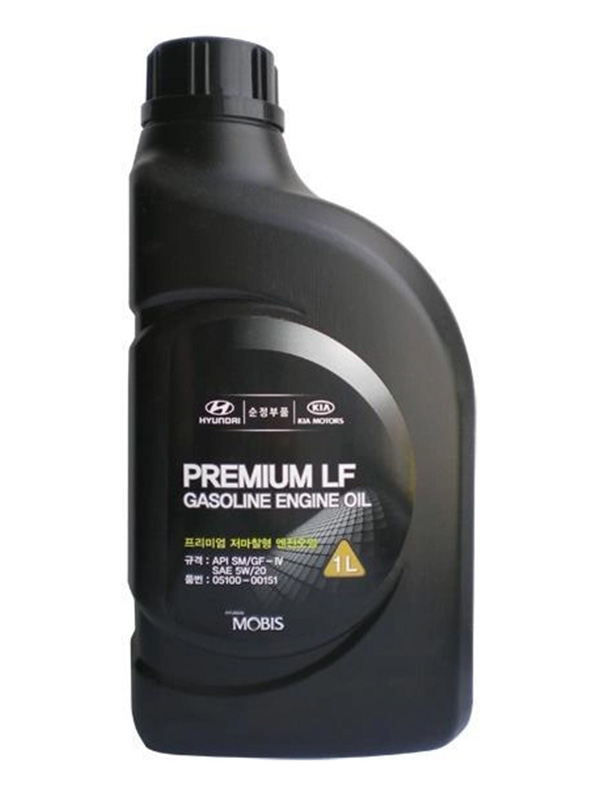 HYUNDAI 순정부품 KIA KIA MOTORS
PREMIUM LF
GASOLINE ENGINE OIL
프리미엄 저마찰형 엔진오일
규격 : API SM/GF-IV
SAE 5W/20
품번 : 05100-00151
1L
HYUNDAI
MOBIS